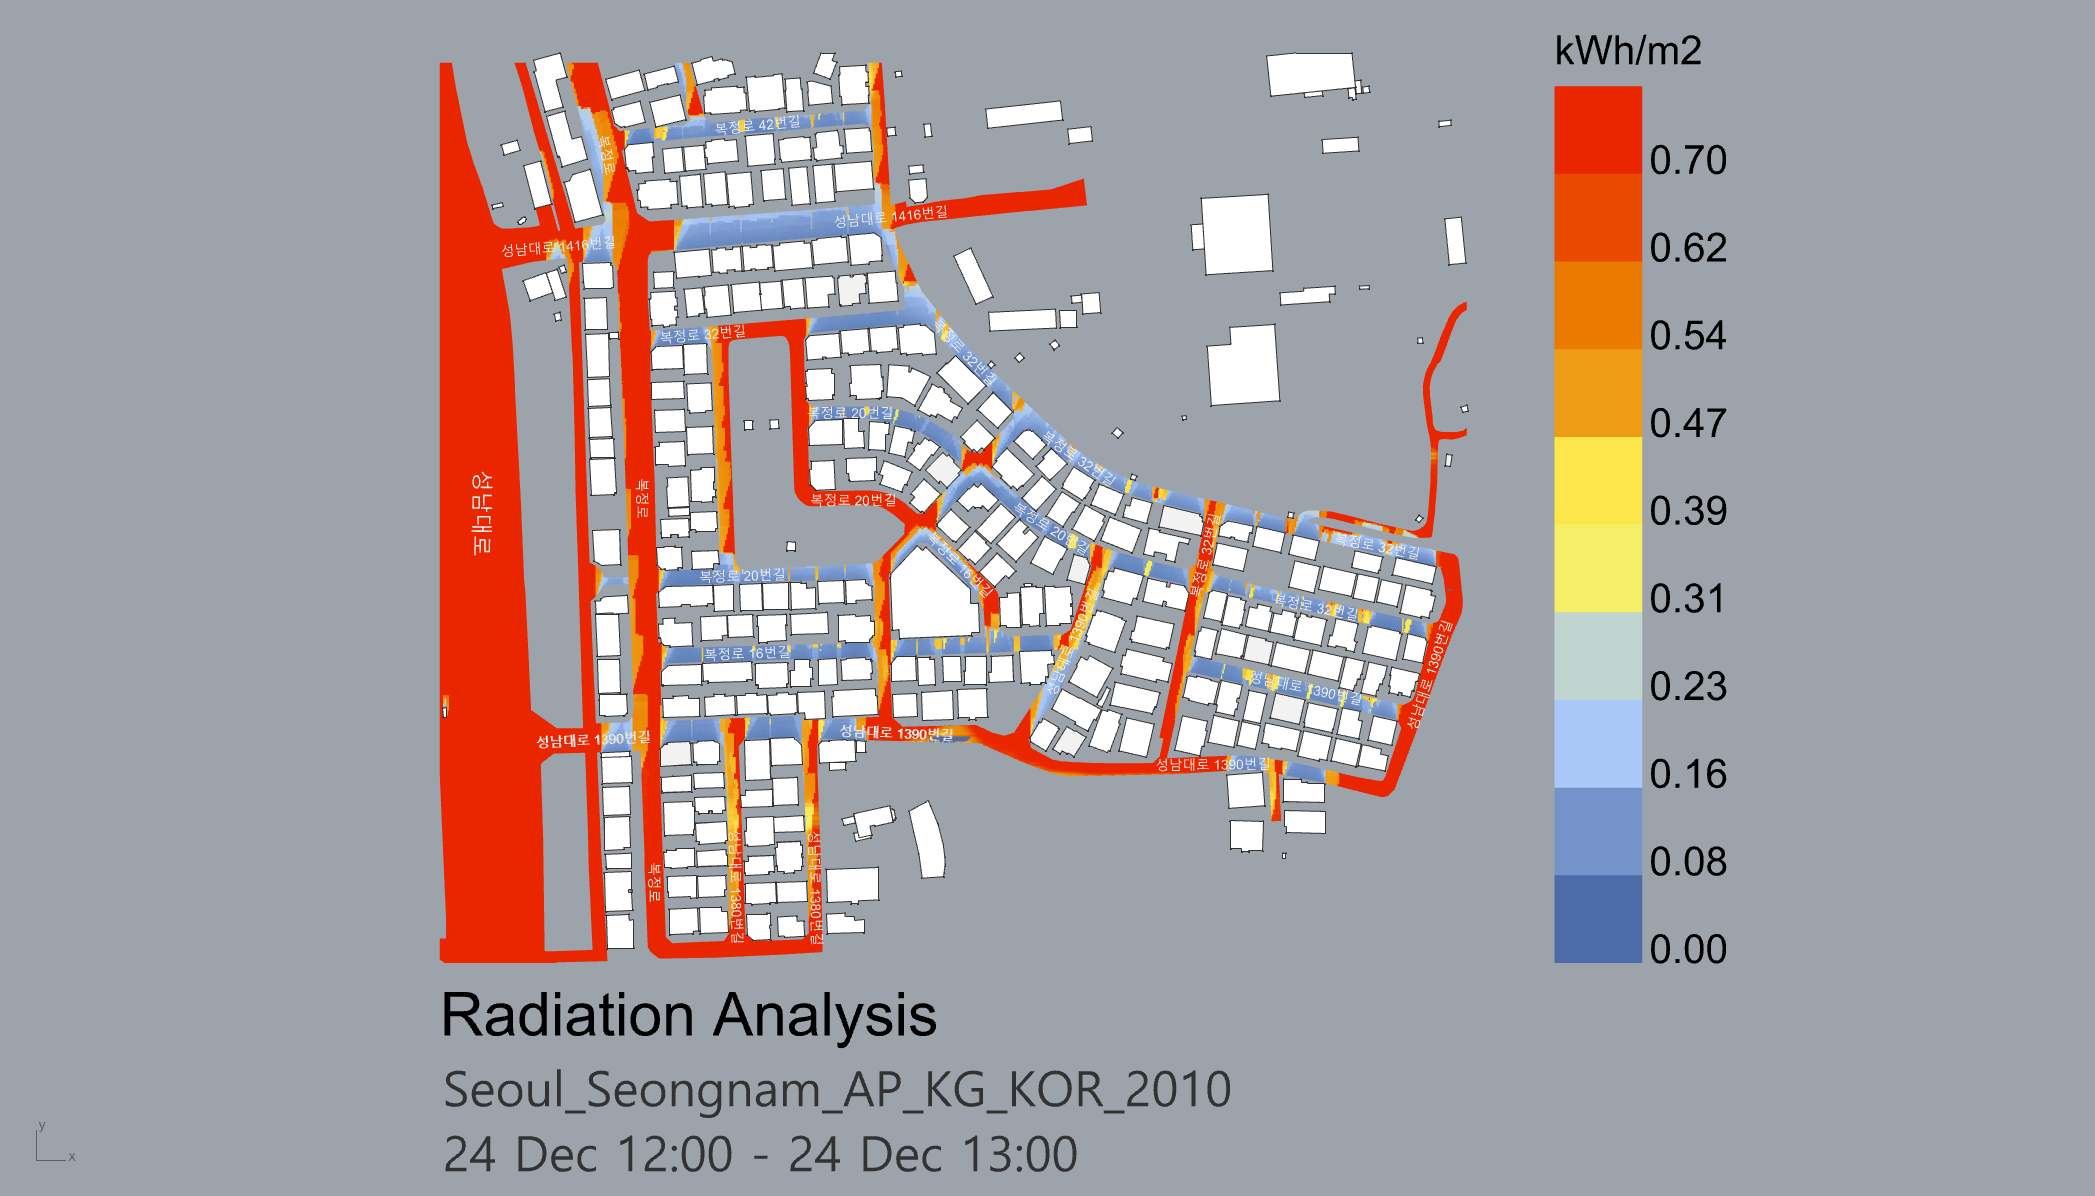 kWh/m2
0.70
0.62
0.54
0.47
0.39
0.31
0.23
0.16
0.08
0.00
복정로 42번길
복정로
성남대로 1416번길
성남대로 1416번길
복정로 32번길
복정로 32번길
복정로 20번길
복정로 32번길
성남대로
복정로
복정로 20번길
복정로 20번길
복정로 32번길
복정로 32번길
복정로 16번길
복정로 20번길
복정로 32번길
성남대로 1390번길
복정로 16번길
성남대로 1390번길
성남대로 1390번길
성남대로 1390번길
성남대로 1390번길
성남대로 1390번길
복정로
성남대로 1380번길
성남대로 1380번길
Radiation Analysis
Seoul_Seongnam_AP_KG_KOR_2010
24 Dec 12:00 - 24 Dec 13:00
y
x